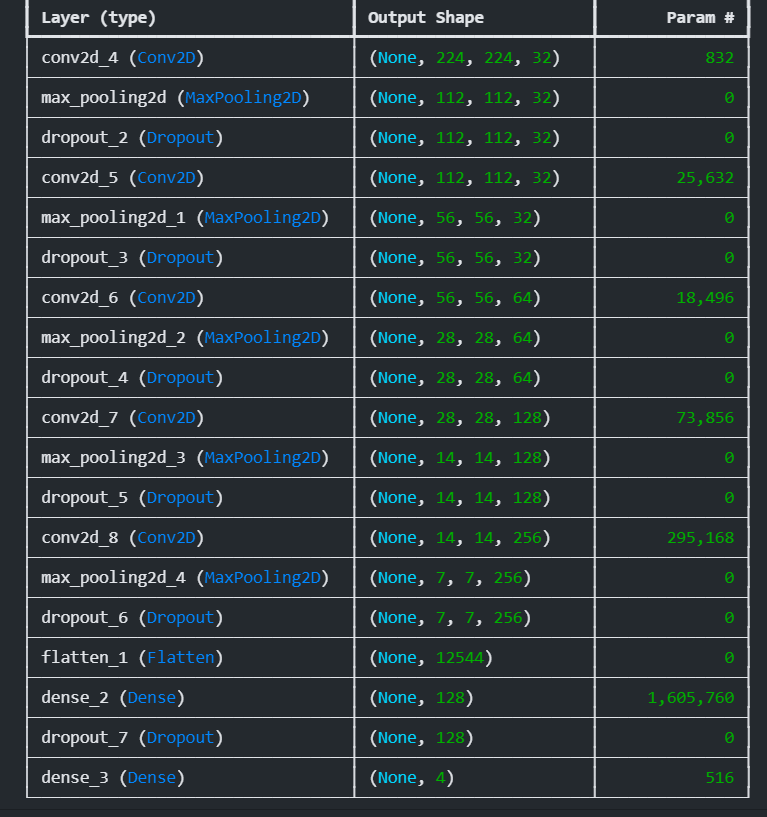 Layer (type) Output Shape Param #
conv2d_4 (Conv2D) (None, 224, 224, 32) 832
max_pooling2d (MaxPooling2D) (None, 112, 112, 32) 0
dropout_2 (Dropout) (None, 112, 112, 32) 0
conv2d_5 (Conv2D) (None, 112, 112, 32) 25,632
max_pooling2d_1 (MaxPooling2D) (None, 56, 56, 32) 0
dropout_3 (Dropout) (None, 56, 56, 32) 0
conv2d_6 (Conv2D) (None, 56, 56, 64) 18,496
max_pooling2d_2 (MaxPooling2D) (None, 28, 28, 64) 0
dropout_4 (Dropout) (None, 28, 28, 64) 0
conv2d_7 (Conv2D) (None, 28, 28, 128) 73,856
max_pooling2d_3 (MaxPooling2D) (None, 14, 14, 128) 0
dropout_5 (Dropout) (None, 14, 14, 128) 0
conv2d_8 (Conv2D) (None, 14, 14, 256) 295,168
max_pooling2d_4 (MaxPooling2D) (None, 7, 7, 256) 0
dropout_6 (Dropout) (None, 7, 7, 256) 0
flatten_1 (Flatten) (None, 12544) 0
dense_2 (Dense) (None, 128) 1,605,760
dropout_7 (Dropout) (None, 128) 0
dense_3 (Dense) (None, 4) 516